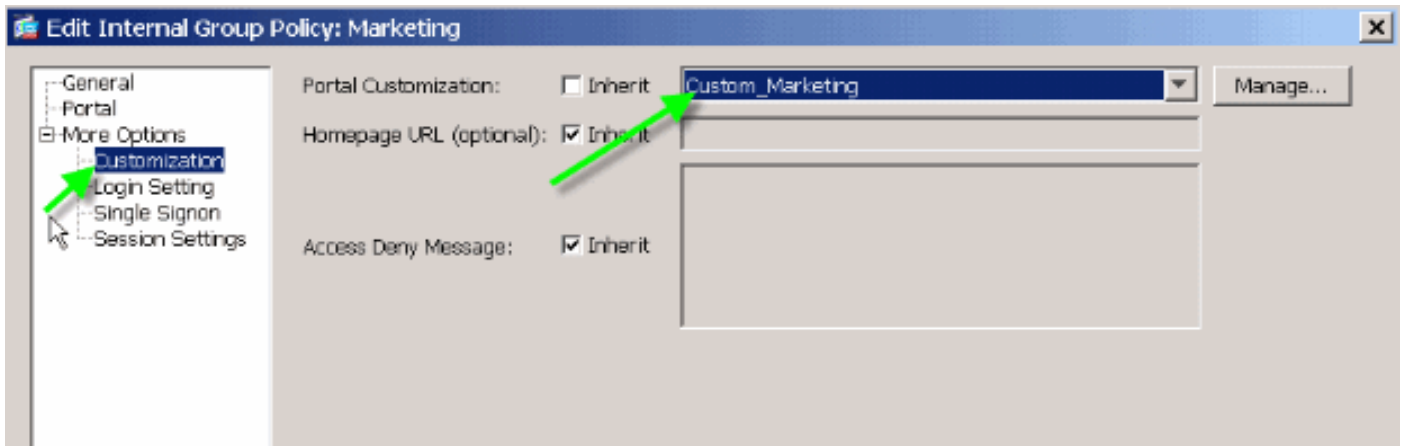 Edit Internal Group Policy: Marketing
General
Portal
More Options
Customization
Login Setting
Single Signon
Session Settings
Portal Customization: Inherit Custom_Marketing Manage...
Homepage URL (optional): Inherit
Access Deny Message: Inherit